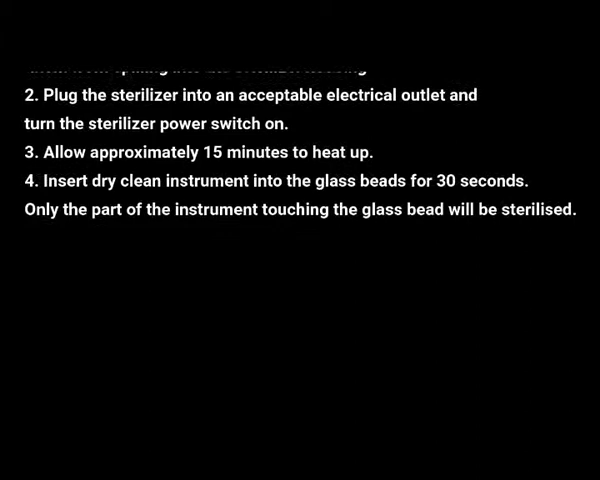 2. Plug the sterilizer into an acceptable electrical outlet and
turn the sterilizer power switch on.
3. Allow approximately 15 minutes to heat up.
4. Insert dry clean instrument into the glass beads for 30 seconds.
Only the part of the instrument touching the glass bead will be sterilised.